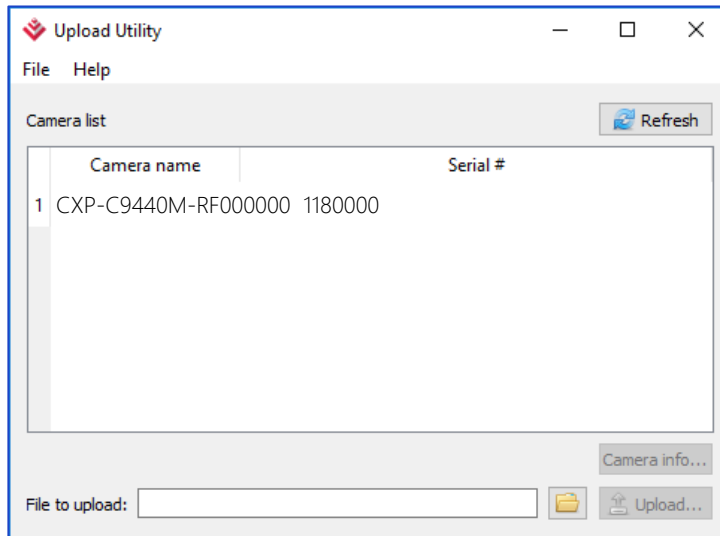 Upload Utility
File Help
Camera list Refresh
Camera name Serial #
1 CXP-C9440M-RF000000 1180000
Camera info...
File to upload: Upload...